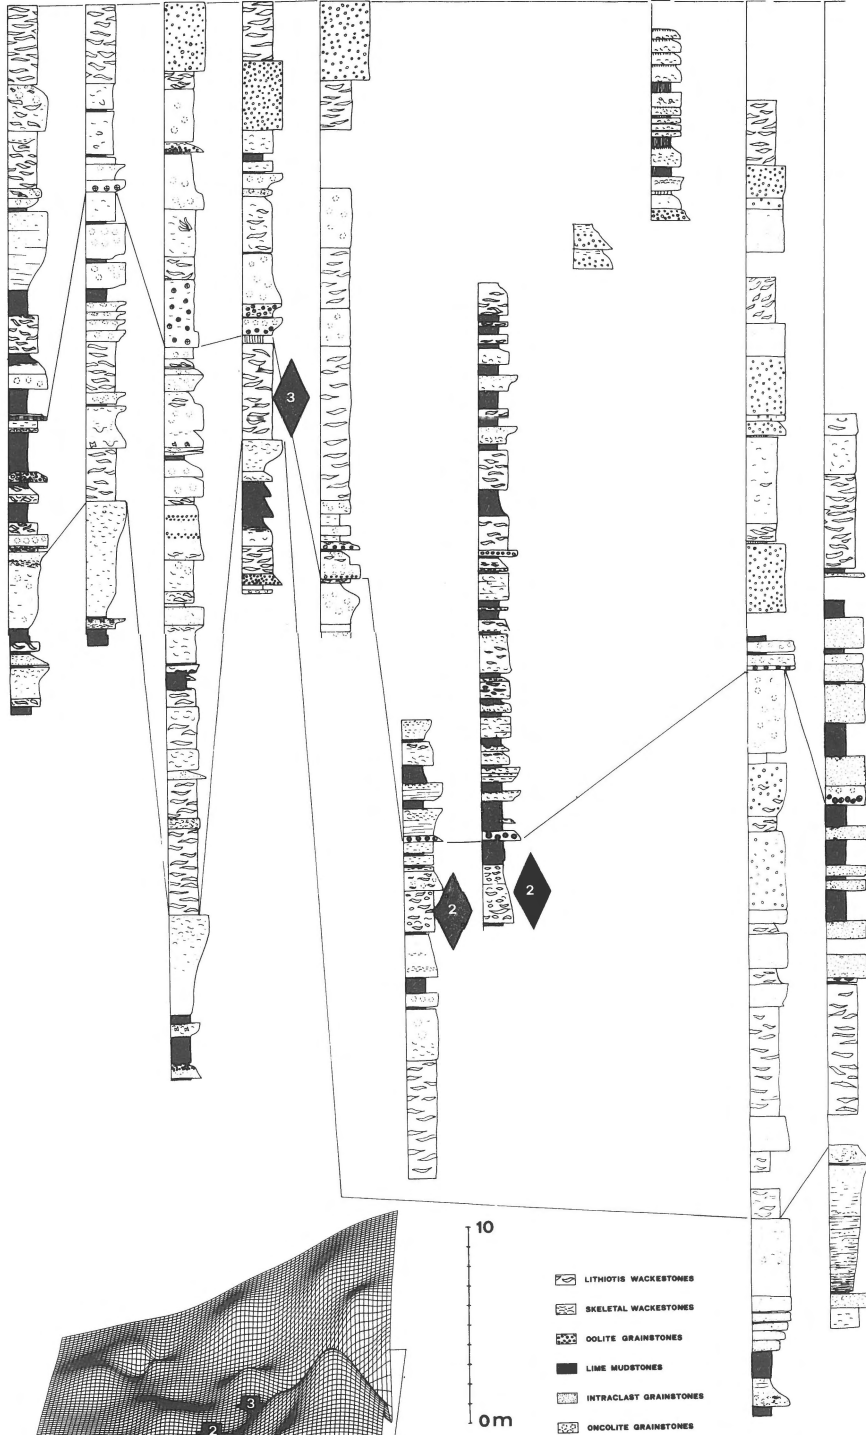 3
2
2
10
0m
LITHIOTIS WACKESTONES
SKELETAL WACKESTONES
OOLITE GRAINSTONES
LIME MUDSTONES
INTRACLAST GRAINSTONES
ONCOLITE GRAINSTONES
3
2